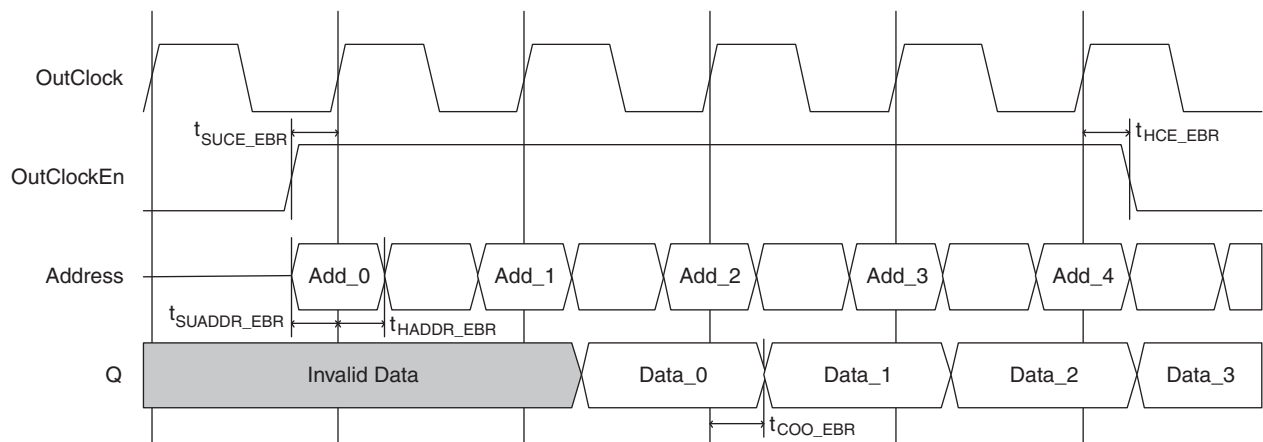 OutClock
tSUCE_EBR
tHCE_EBR
OutClockEn
Address
Add_0
Add_1
Add_2
Add_3
Add_4
tSUADDR_EBR
tHADDR_EBR
Q
Invalid Data
Data_0
Data_1
Data_2
Data_3
tCOO_EBR